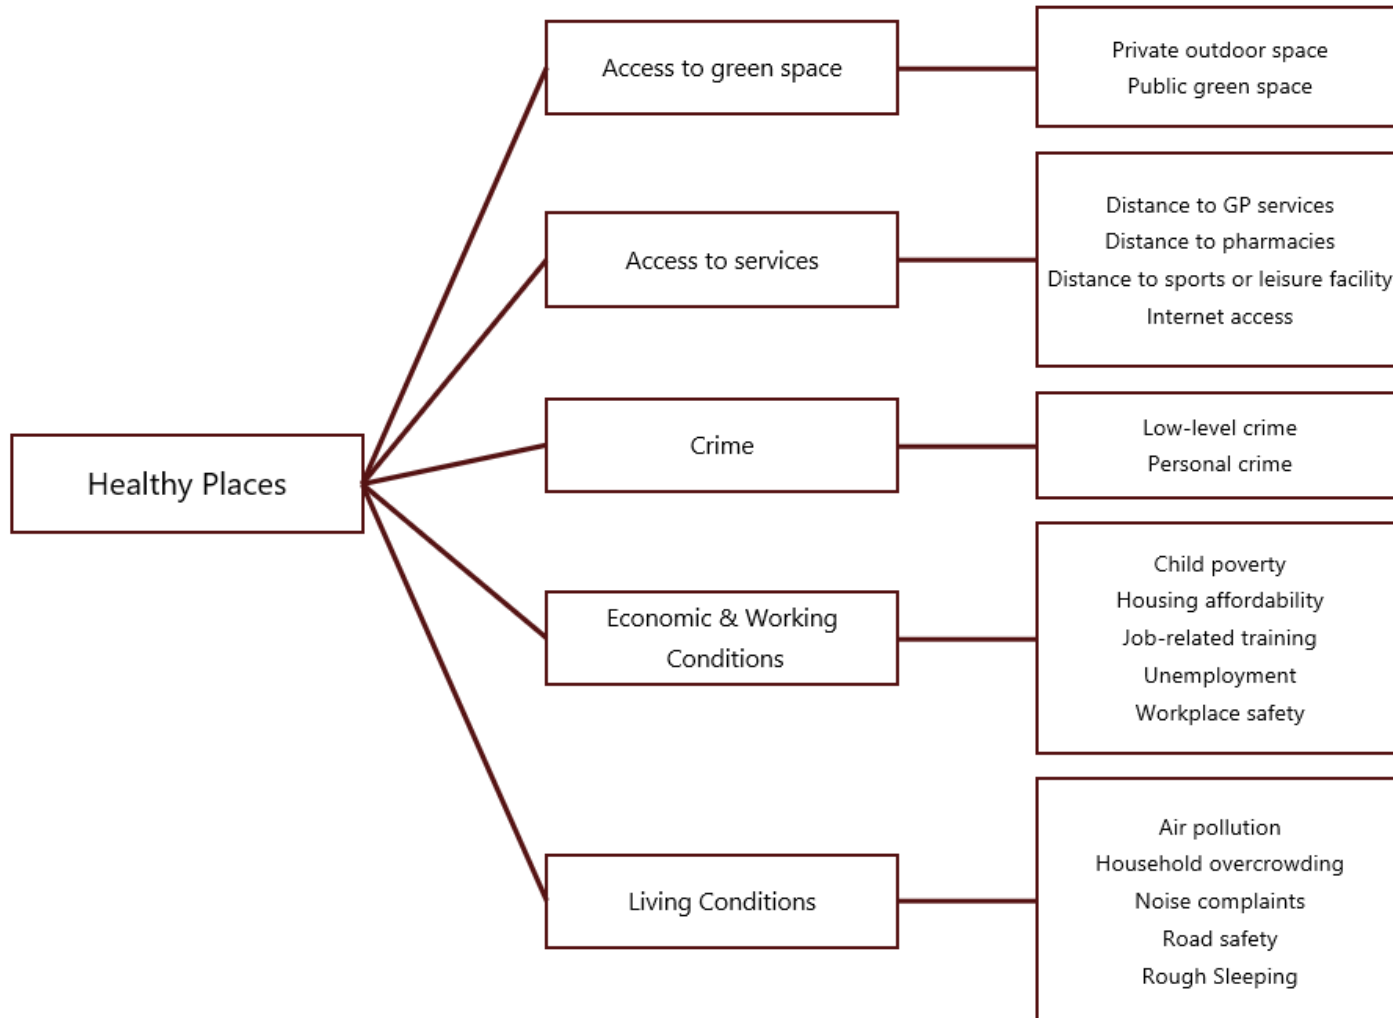 Healthy Places
Access to green space
Private outdoor space
Public green space
Access to services
Distance to GP services
Distance to pharmacies
Distance to sports or leisure facility
Internet access
Crime
Low-level crime
Personal crime
Economic & Working
Conditions
Child poverty
Housing affordability
Job-related training
Unemployment
Workplace safety
Living Conditions
Air pollution
Household overcrowding
Noise complaints
Road safety
Rough Sleeping